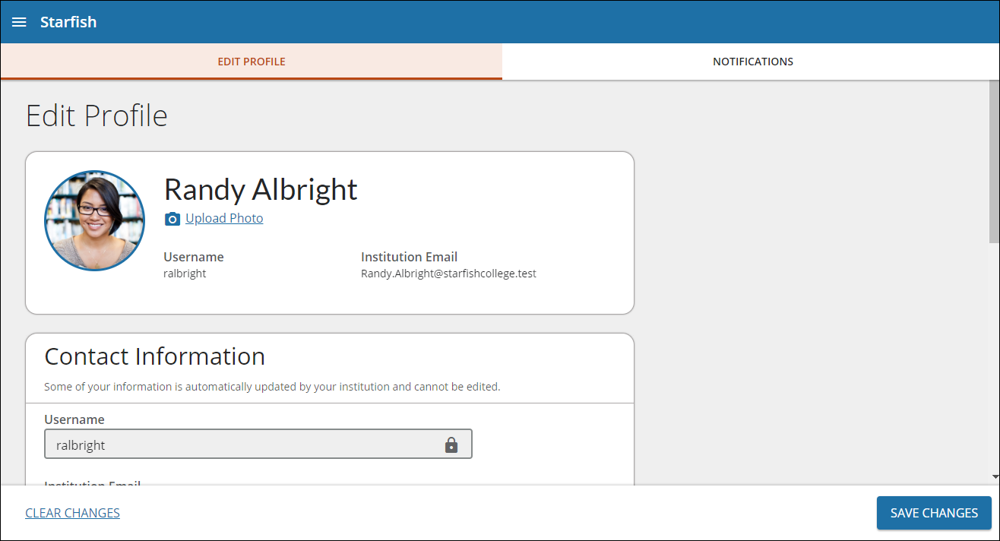 Starfish
EDIT PROFILE
NOTIFICATIONS
Edit Profile
Randy Albright
Upload Photo
Username
Institution Email
ralbright
Randy.Albright@starfishcollege.test
Contact Information
Some of your information is automatically updated by your institution and cannot be edited.
Username
ralbright
Institution Email
CLEAR CHANGES
SAVE CHANGES